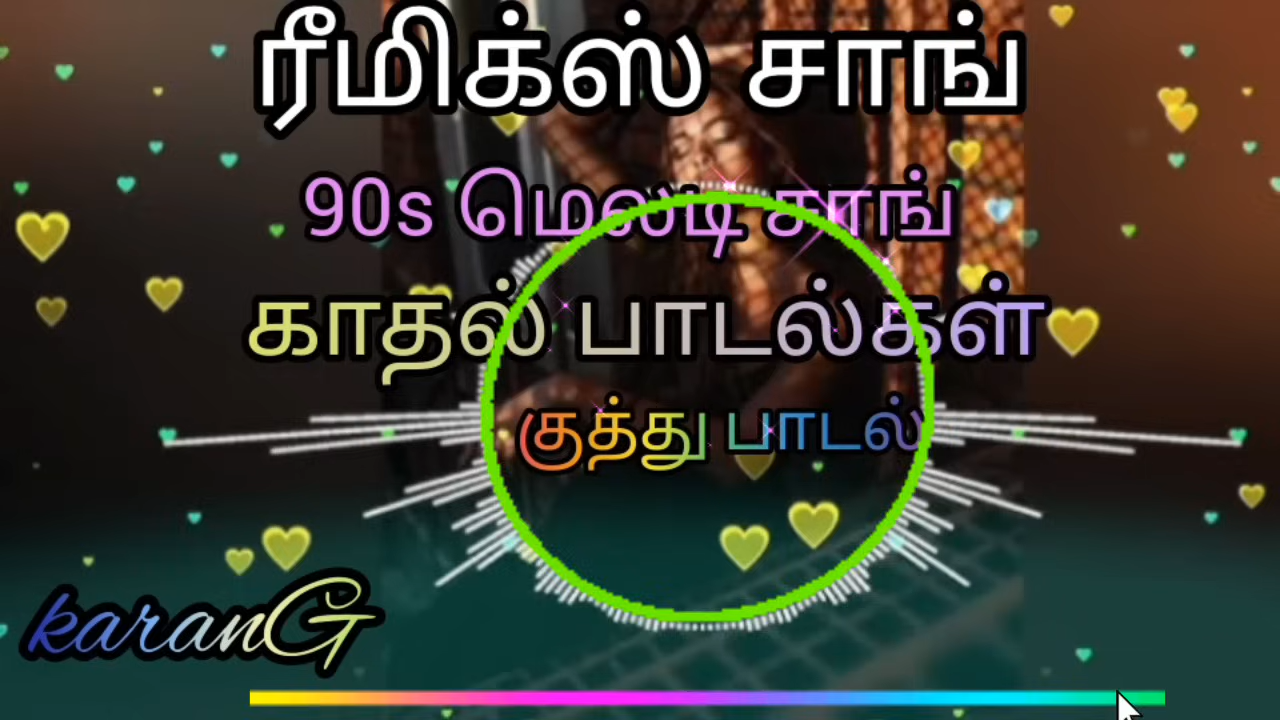 ரீமிக்ஸ் சாங்
90s மெலடி சாங்
காதல் பாடல்கள்
குத்து பாடல்
karanG